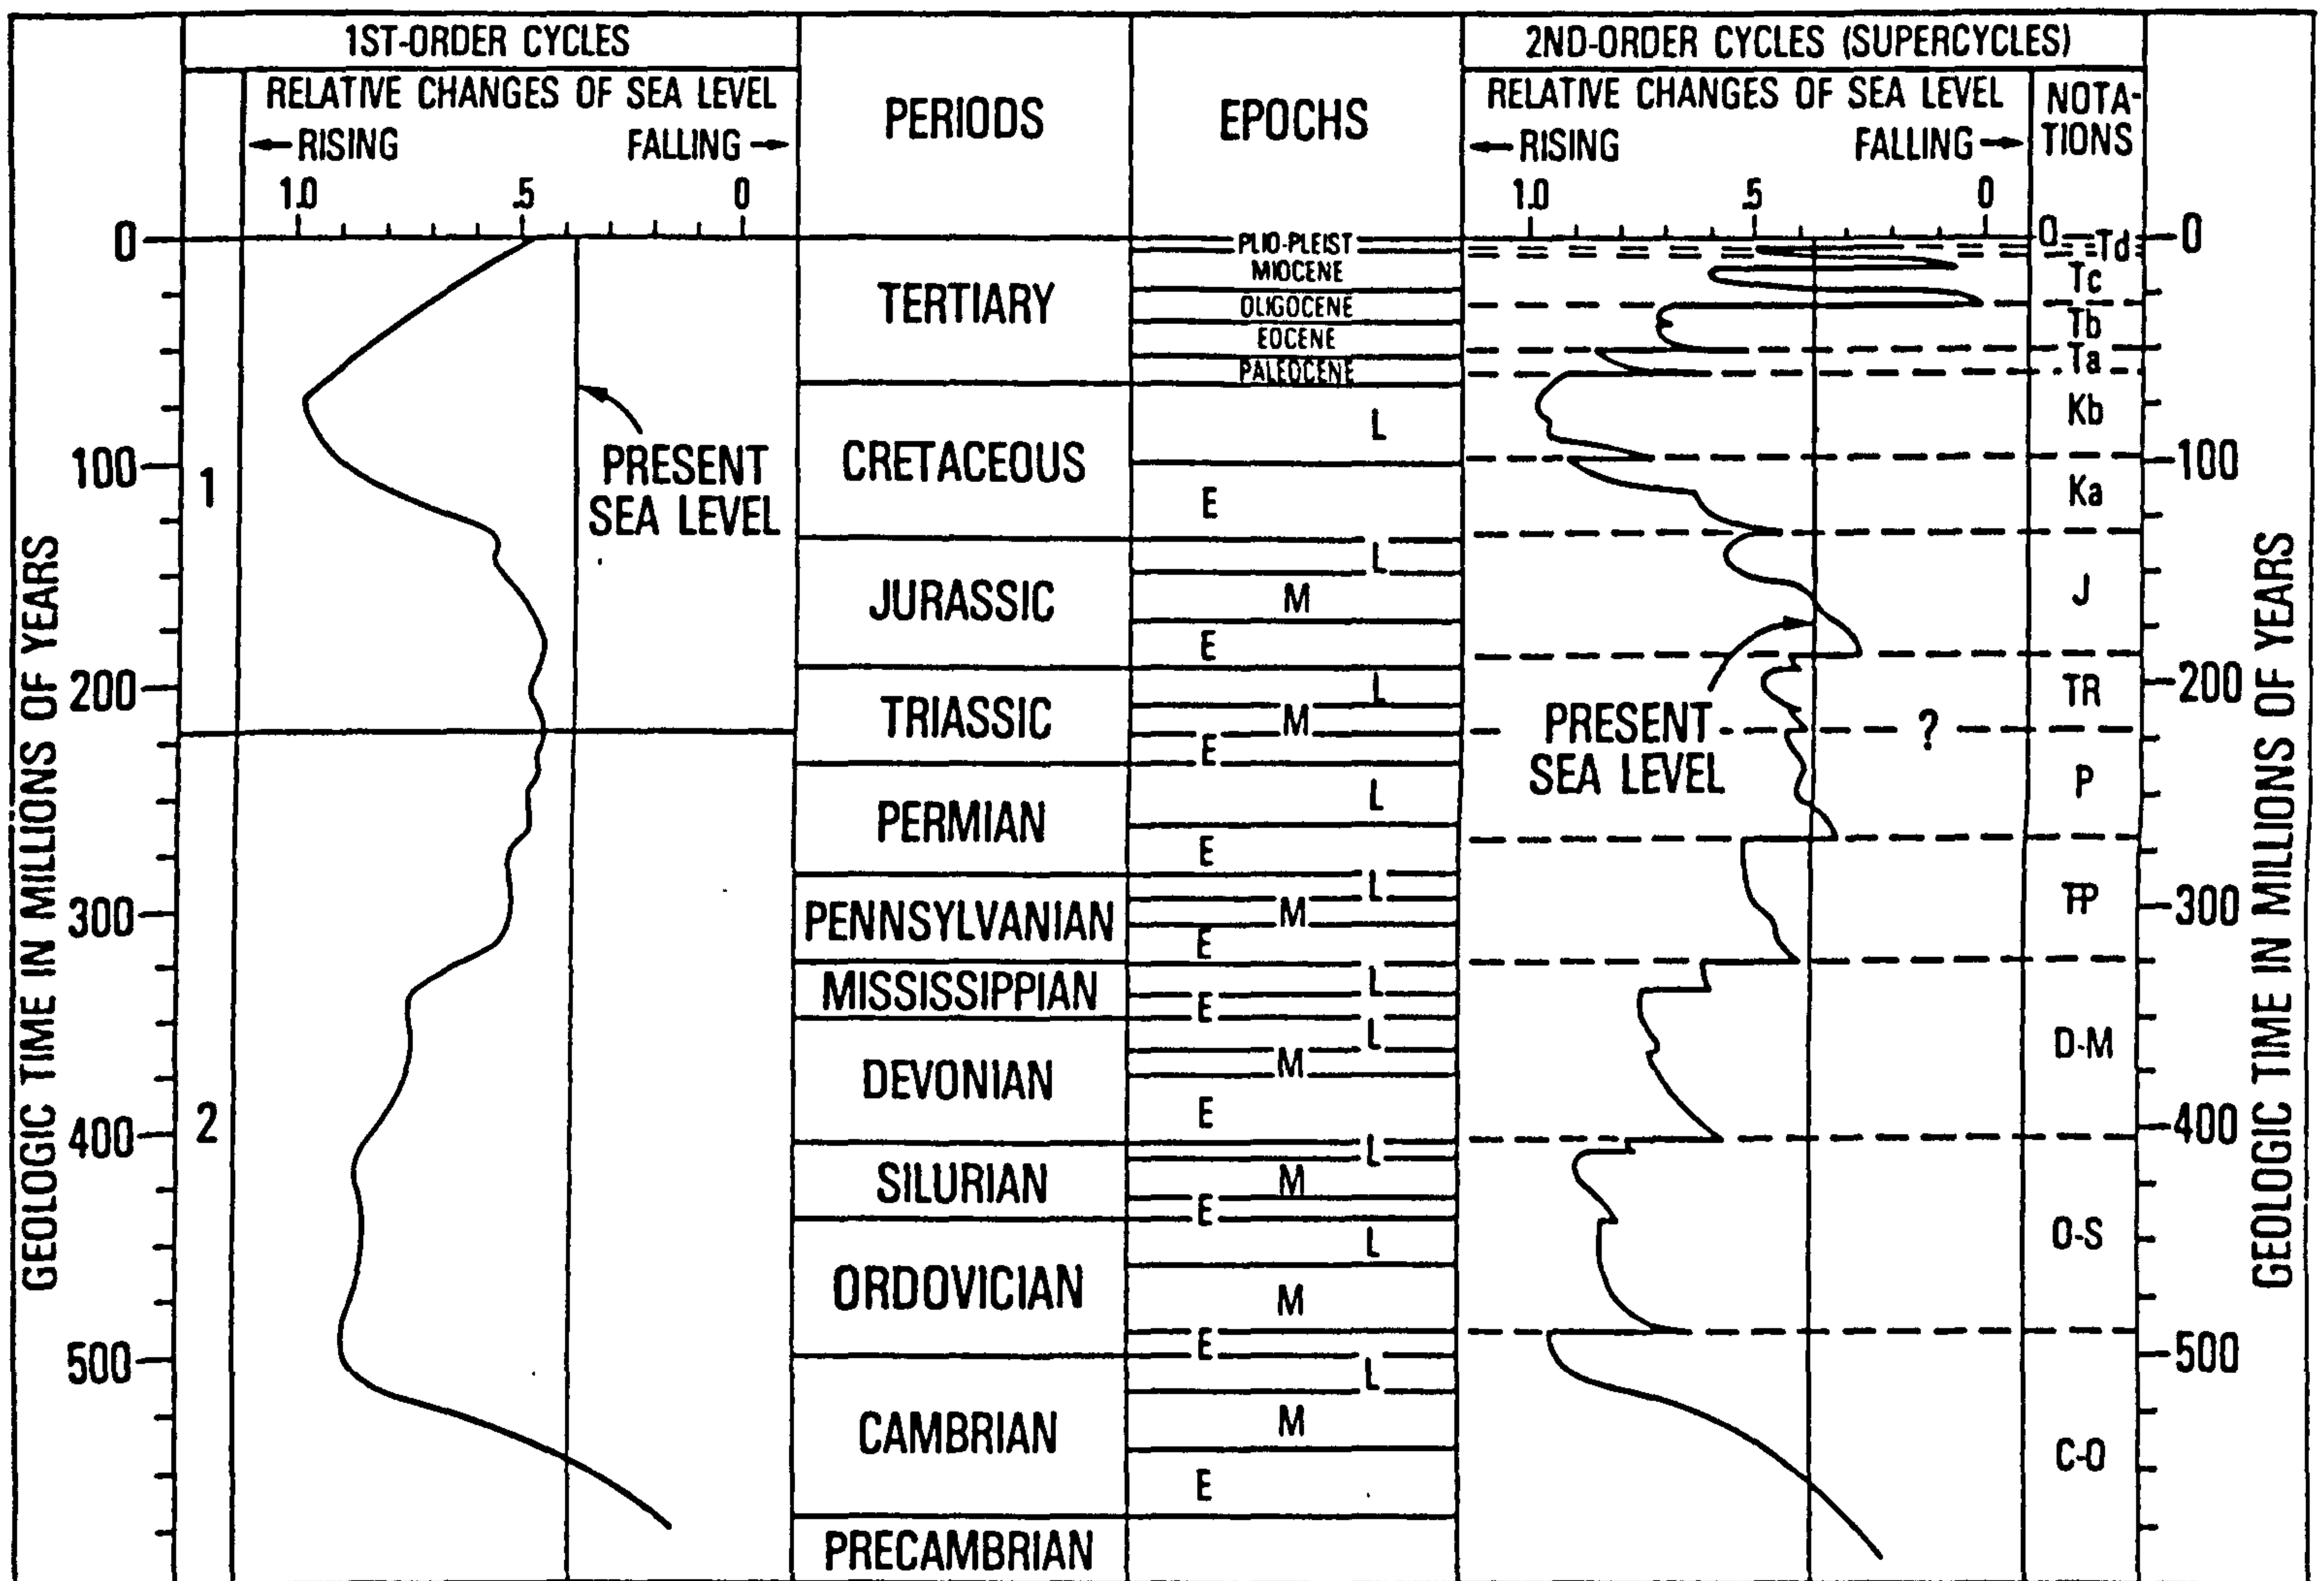 1ST-ORDER CYCLES
RELATIVE CHANGES OF SEA LEVEL
←RISING FALLING→
1.0 .5 0
PERIODS
EPOCHS
2ND-ORDER CYCLES (SUPERCYCLES)
RELATIVE CHANGES OF SEA LEVEL
←RISING FALLING→
1.0 .5 0
NOTA-
TIONS
GEOLOGIC TIME IN MILLIONS OF YEARS
0
100
200
300
400
500
1
2
PRESENT
SEA LEVEL
TERTIARY
CRETACEOUS
JURASSIC
TRIASSIC
PERMIAN
PENNSYLVANIAN
MISSISSIPPIAN
DEVONIAN
SILURIAN
ORDOVICIAN
CAMBRIAN
PRECAMBRIAN
PLIO-PLEIST
MIOCENE
OLIGOCENE
EOCENE
PALEOCENE
L
E
L
M
E
L
M
E
L
E
L
M
E
L
E
L
M
E
L
M
E
L
M
E
L
M
E
PRESENT
SEA LEVEL
?
Q
Td
Tc
Tb
Ta
Kb
Ka
J
TR
P
D-M
O-S
C-O
0
100
200
300
400
500
GEOLOGIC TIME IN MILLIONS OF YEARS